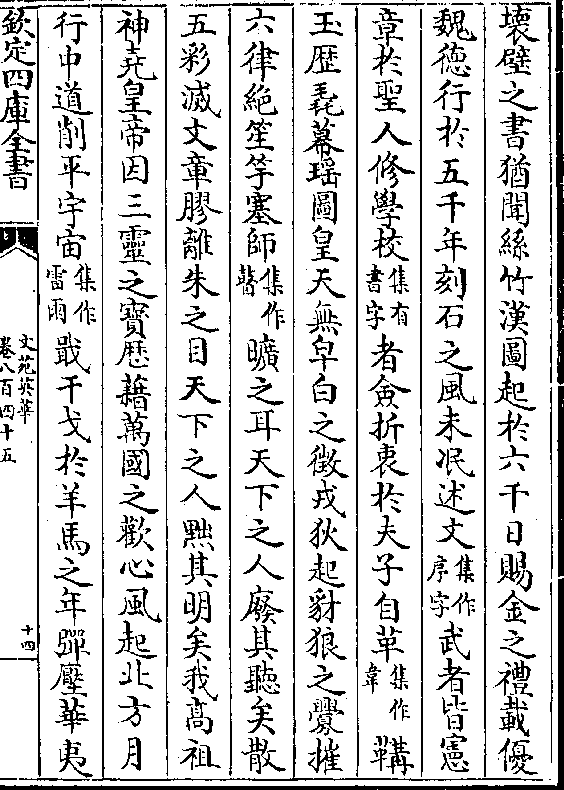 壊壁之書猶聞絲竹漢圖起於六千日賜金之禮載優
魏德行於五千年刻石之風未泯述文集作序字武者皆憲
章於聖人修學校集有書字者僉折衷於夫子自草集作韋鞲
玉歴毳幕瑶圖皇天無皁白之徵戎狄起豺狼之釁摧
六律絶笙竽塞師集作瞽曠之耳天下之人廢其聽矣散
五彩滅文章膠離朱之目天下之人黜其明矣我髙祖
神堯皇帝因三靈之寳歴藉萬國之歡心風起北方月
行中道削平宇宙集作雷雨戢干戈於羊馬之年彈壓華夷
欽定四庫全書
文苑英華
卷八百四十五
十四